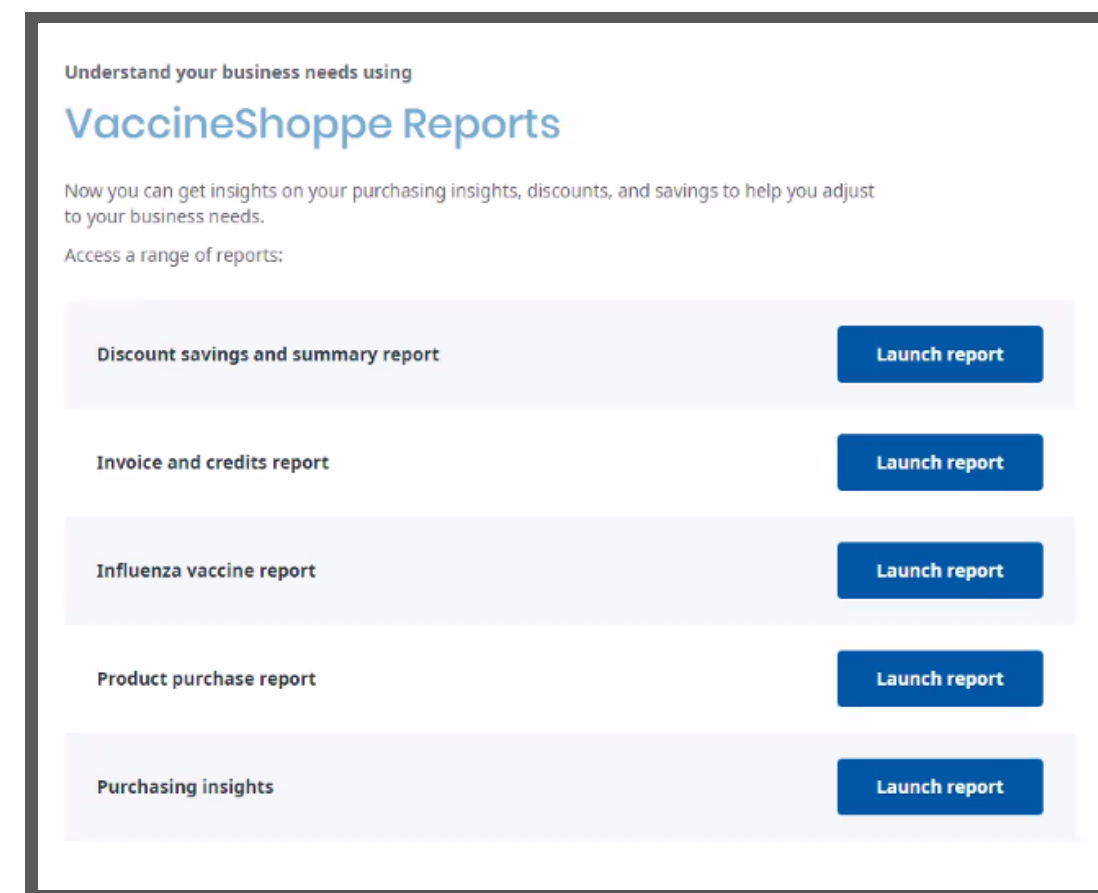 Understand your business needs using
VaccineShoppe Reports
Now you can get insights on your purchasing insights, discounts, and savings to help you adjust
to your business needs.
Access a range of reports:
Discount savings and summary report
Launch report
Invoice and credits report
Launch report
Influenza vaccine report
Launch report
Product purchase report
Launch report
Purchasing insights
Launch report